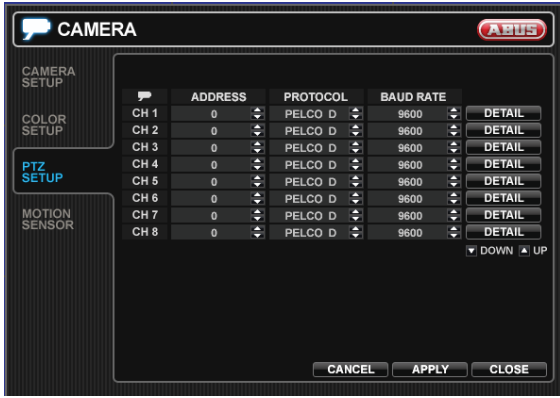 CAMERA
ABUS
CAMERA
SETUP
COLOR
SETUP
PTZ
SETUP
MOTION
SENSOR
ADDRESS PROTOCOL BAUD RATE
CH 1 0 PELCO D 9600 DETAIL
CH 2 0 PELCO D 9600 DETAIL
CH 3 0 PELCO D 9600 DETAIL
CH 4 0 PELCO D 9600 DETAIL
CH 5 0 PELCO D 9600 DETAIL
CH 6 0 PELCO D 9600 DETAIL
CH 7 0 PELCO D 9600 DETAIL
CH 8 0 PELCO D 9600 DETAIL
DOWN UP
CANCEL APPLY CLOSE